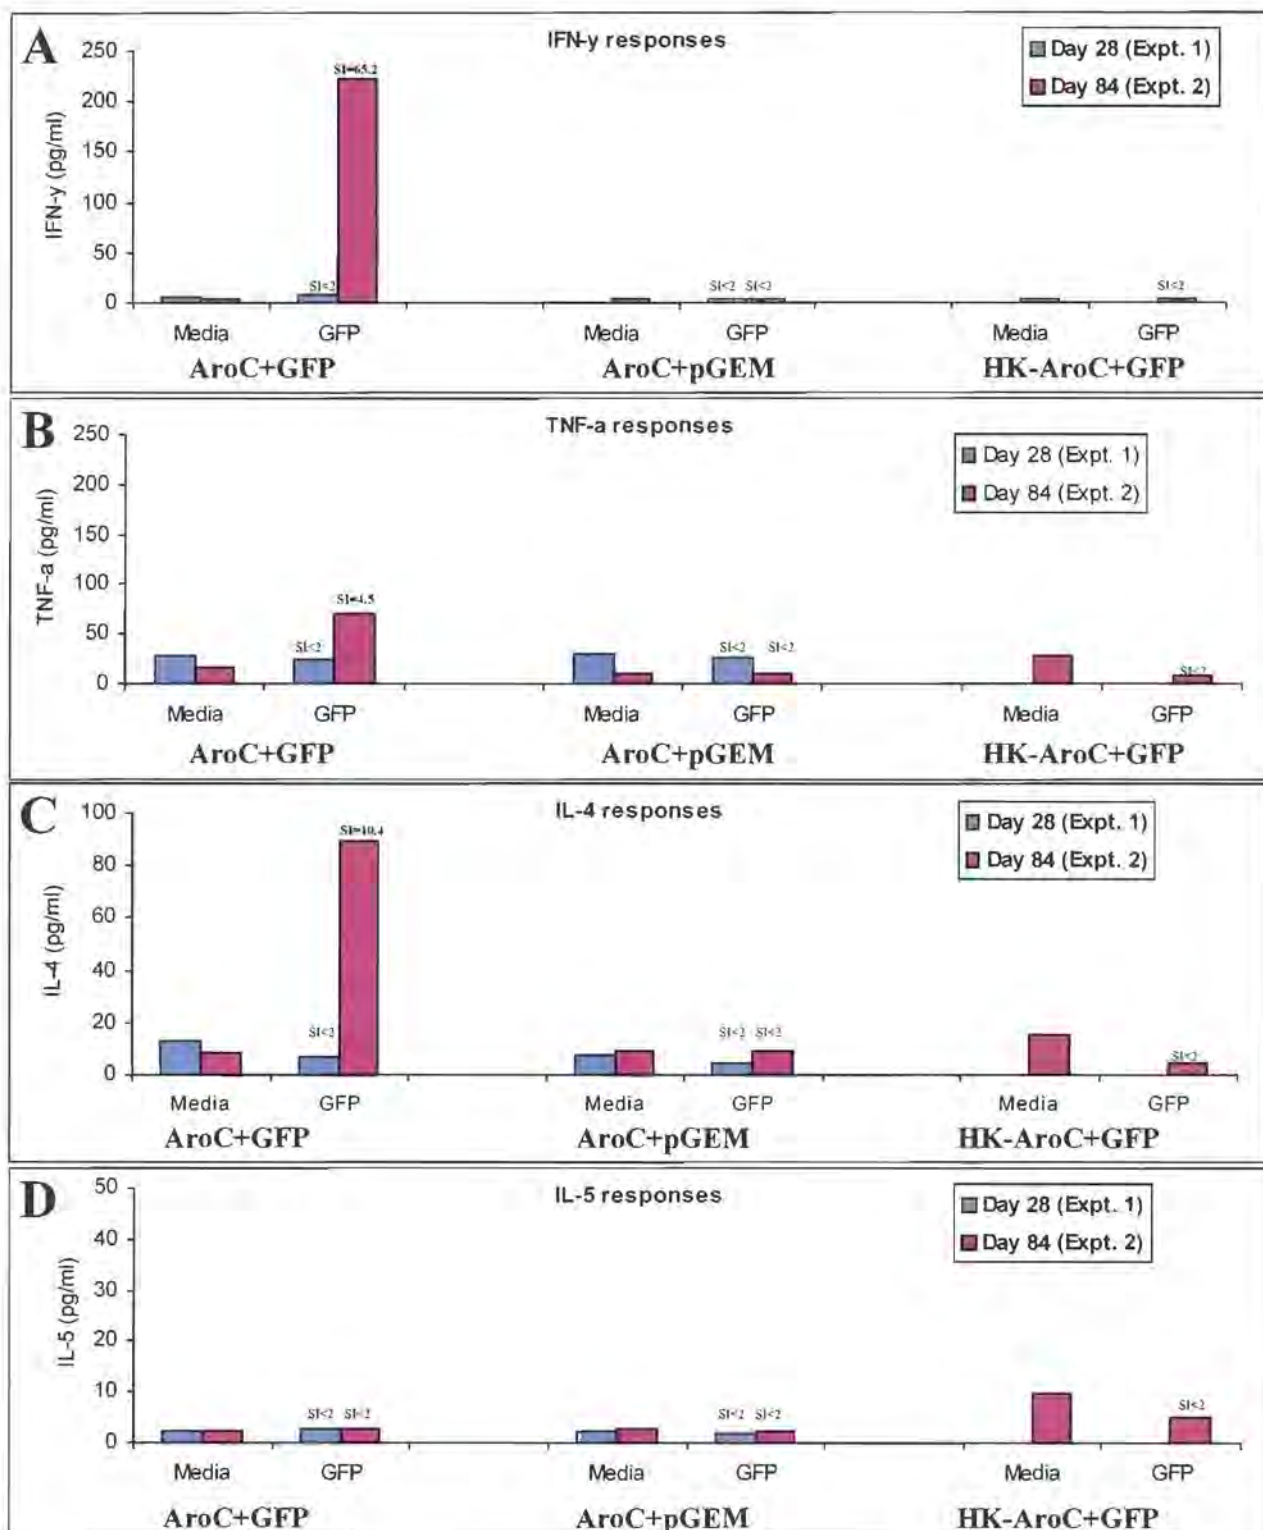 A
IFN-y responses
Day 28 (Expt. 1)
Day 84 (Expt. 2)
IFN-y (pg/ml)
250
200
150
100
50
0
SI=65.2
SI<2
SI<2 SI<2
SI<2
Media GFP Media GFP Media GFP
AroC+GFP AroC+pGEM HK-AroC+GFP
B
TNF-a responses
Day 28 (Expt. 1)
Day 84 (Expt. 2)
TNF-a (pg/ml)
250
200
150
100
50
0
SI=4.5
SI<2
SI<2 SI<2
SI<2
Media GFP Media GFP Media GFP
AroC+GFP AroC+pGEM HK-AroC+GFP
C
IL-4 responses
Day 28 (Expt. 1)
Day 84 (Expt. 2)
IL-4 (pg/ml)
100
80
60
40
20
0
SI=10.4
SI<2
SI<2 SI<2
SI<2
Media GFP Media GFP Media GFP
AroC+GFP AroC+pGEM HK-AroC+GFP
D
IL-5 responses
Day 28 (Expt. 1)
Day 84 (Expt. 2)
IL-5 (pg/ml)
50
40
30
20
10
0
SI<2 SI<2
SI<2 SI<2
SI<2
Media GFP Media GFP Media GFP
AroC+GFP AroC+pGEM HK-AroC+GFP